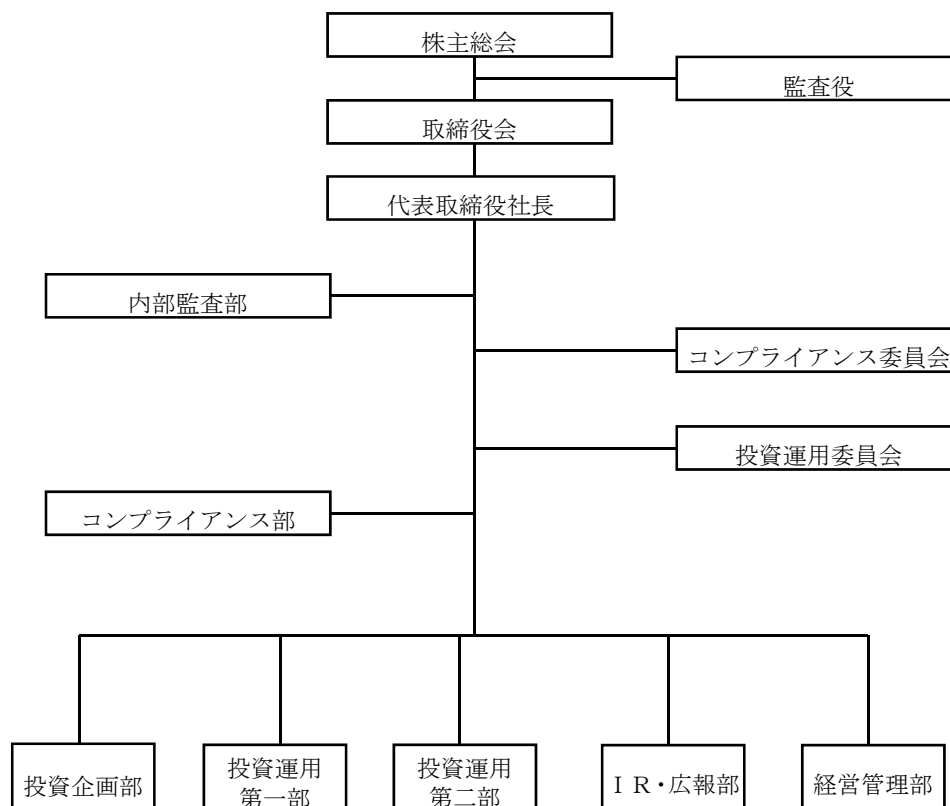 株主総会
監査役
取締役会
代表取締役社長
内部監査部
コンプライアンス委員会
投資運用委員会
コンプライアンス部
投資企画部
投資運用
第一部
投資運用
第二部
ＩＲ・広報部
経営管理部